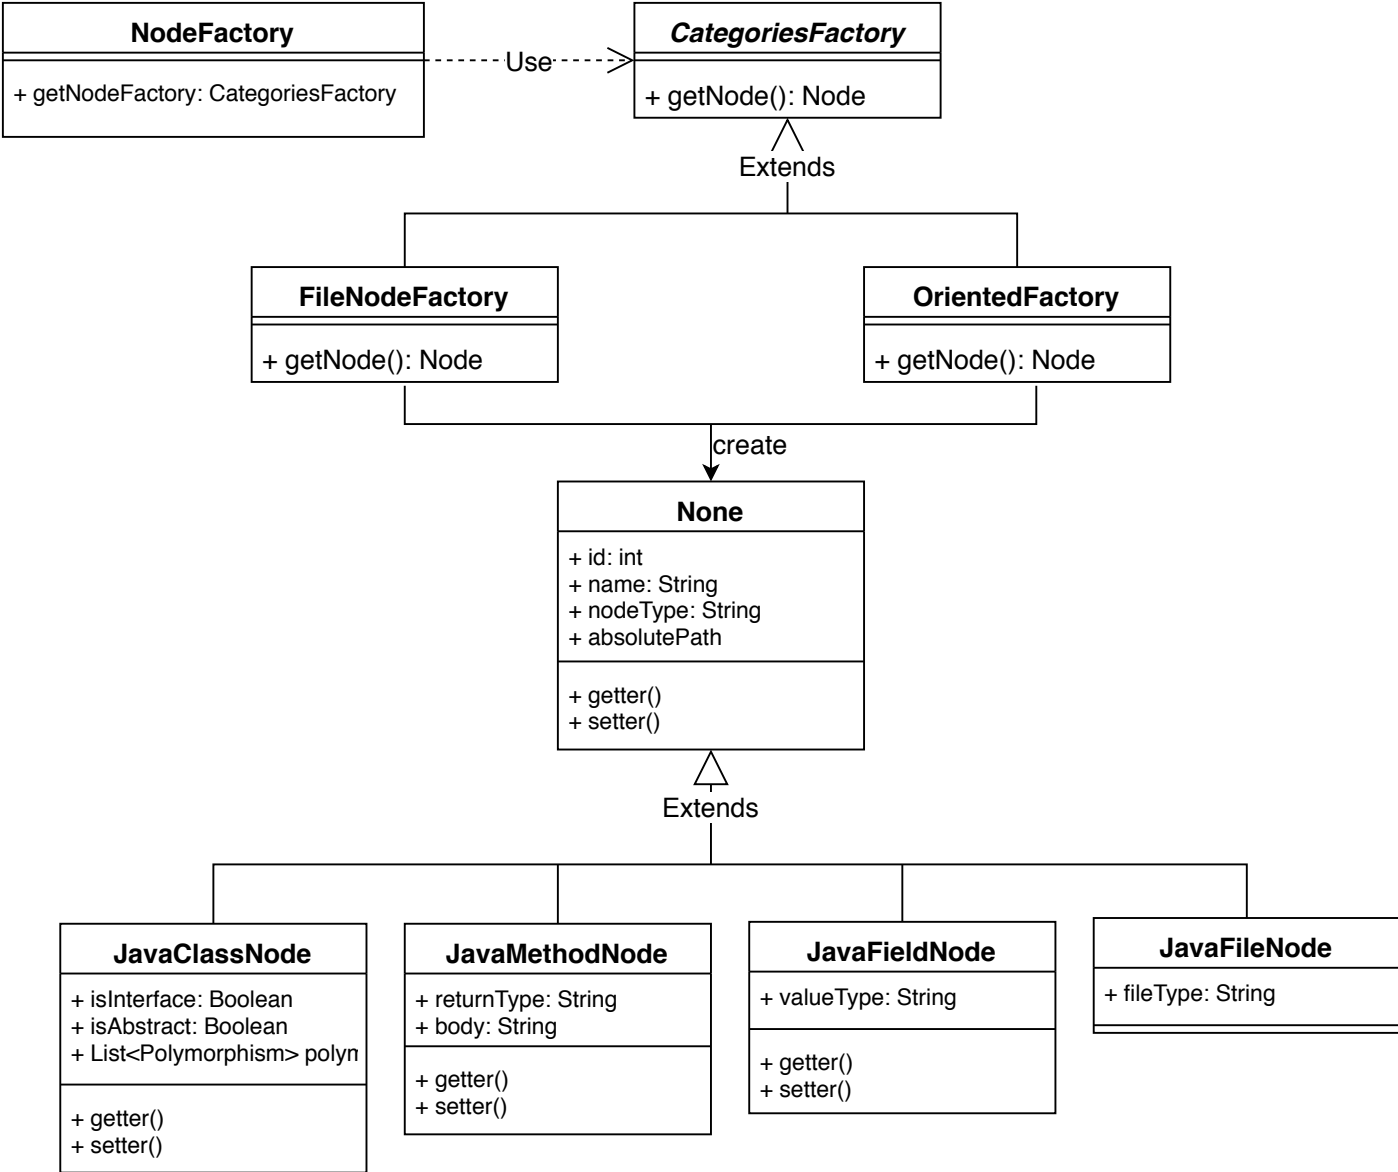 NodeFactory
+ getNodeFactory: CategoriesFactory
Use
CategoriesFactory
+ getNode(): Node
Extends
FileNodeFactory
+ getNode(): Node
OrientedFactory
+ getNode(): Node
create
None
+ id: int
+ name: String
+ nodeType: String
+ absolutePath
+ getter()
+ setter()
Extends
JavaClassNode
+ isInterface: Boolean
+ isAbstract: Boolean
+ List<Polymorphism>
+ getter()
+ setter()
JavaMethodNode
+ returnType: String
+ body: String
+ getter()
+ setter()
JavaFieldNode
+ valueType: String
+ getter()
+ setter()
JavaFileNode
+ fileType: String